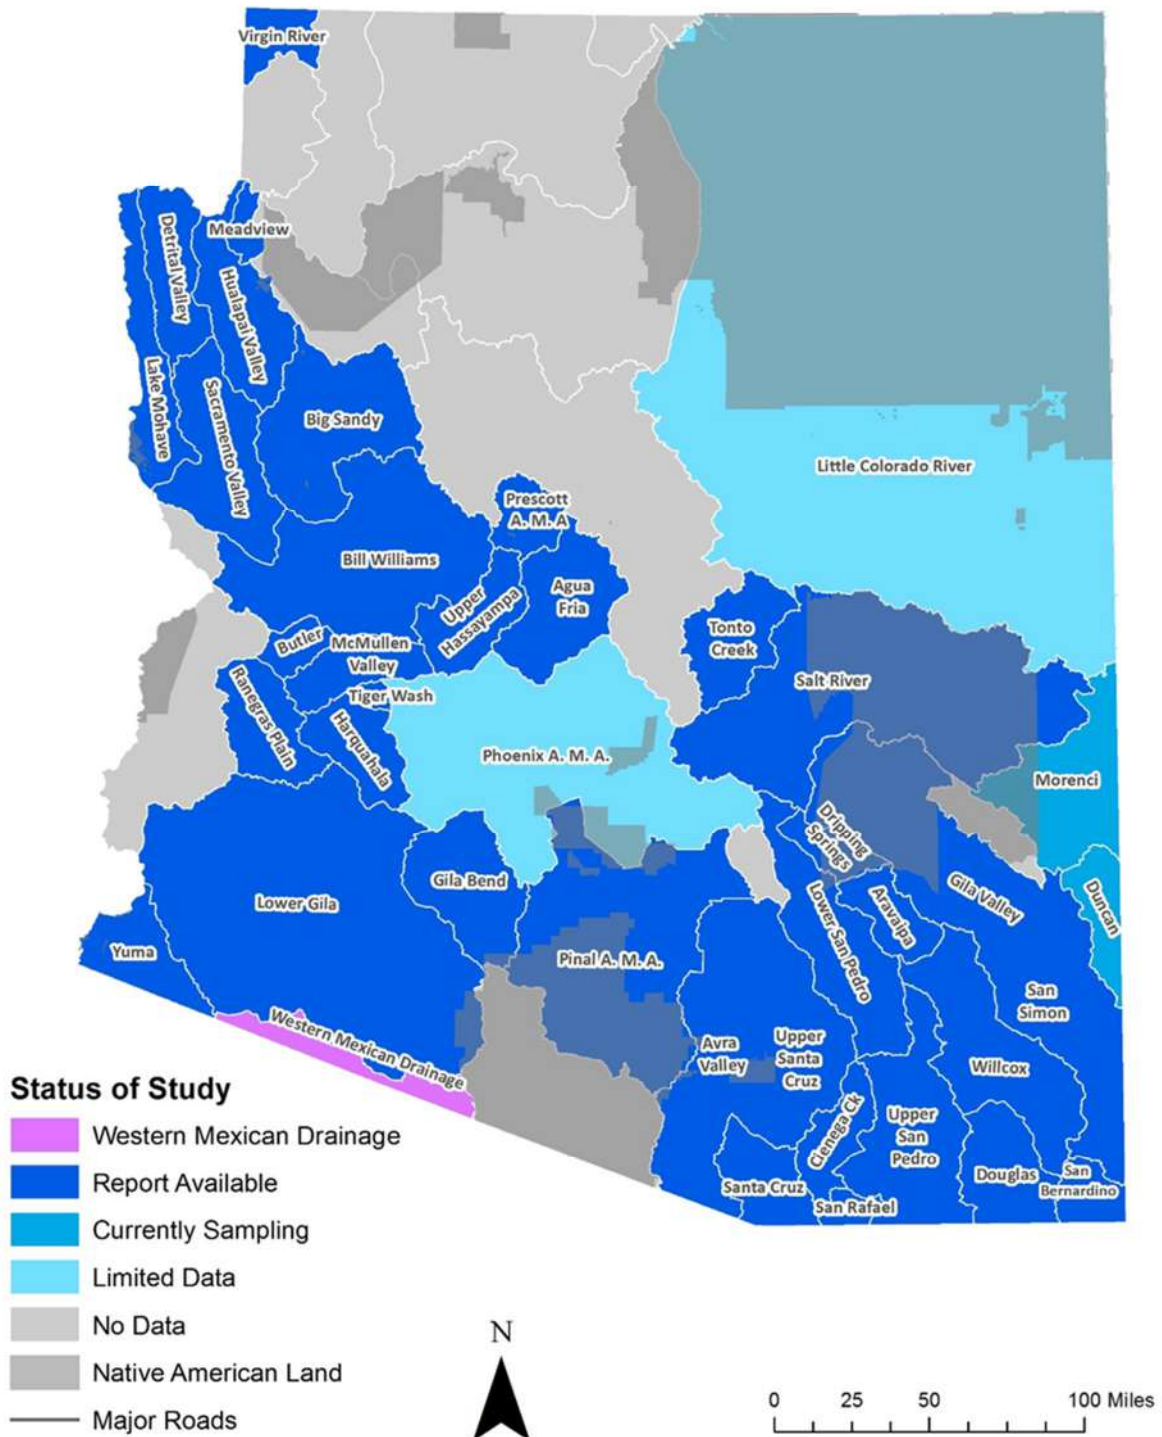 Virgin River
Meadview
Detrital Valley
Hualapai Valley
Lake Mohave
Sacramento Valley
Big Sandy
Little Colorado River
Prescott
A. M. A
Bill Williams
Upper
Hassayampa
Agua
Fria
Butler
McMullen
Valley
Tonto
Creek
Salt River
Ranegras Plain
Tiger Wash
Harquahala
Phoenix A. M. A.
Morenci
Dripping
Springs
Gila Bend
Gila Valley
Duncan
Lower Gila
Lower San Pedro
Aravaipa
Yuma
Pinal A. M. A.
San
Simon
Western Mexican Drainage
Avra
Valley
Upper
Santa
Cruz
Willcox
Cienega Ck
Upper
San
Pedro
Santa Cruz
San Rafael
Douglas
San
Bernardino
Status of Study
Western Mexican Drainage
Report Available
Currently Sampling
Limited Data
No Data
Native American Land
Major Roads
N
0 25 50 100 Miles